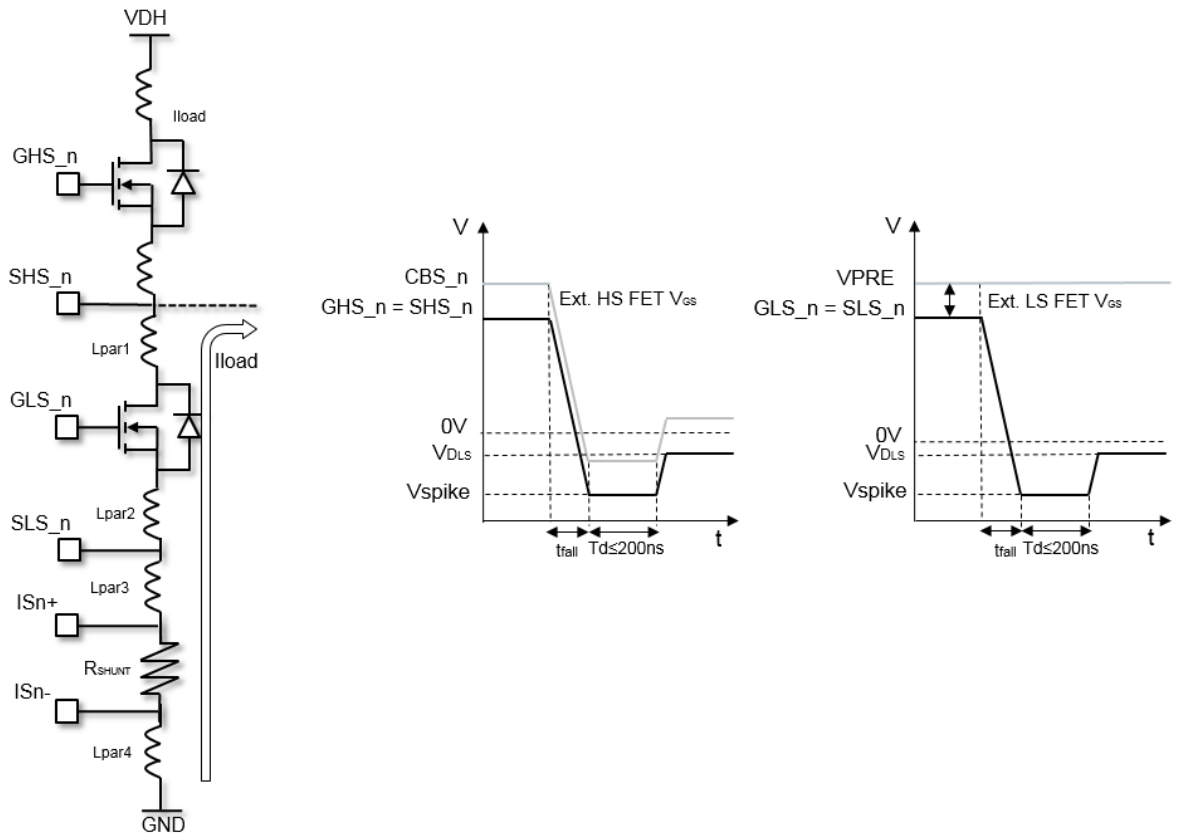 VDH
Iload
GHS_n
SHS_n
Lpar1
Iload
GLS_n
Lpar2
SLS_n
Lpar3
ISn+
RSHUNT
ISn-
Lpar4
GND
V
CBS_n
Ext. HS FET VGS
GHS_n = SHS_n
0V
VDLS
Vspike
tfall
Td≤200ns
t
V
VPRE
Ext. LS FET VGS
GLS_n = SLS_n
0V
VDLS
Vspike
tfall
Td≤200ns
t